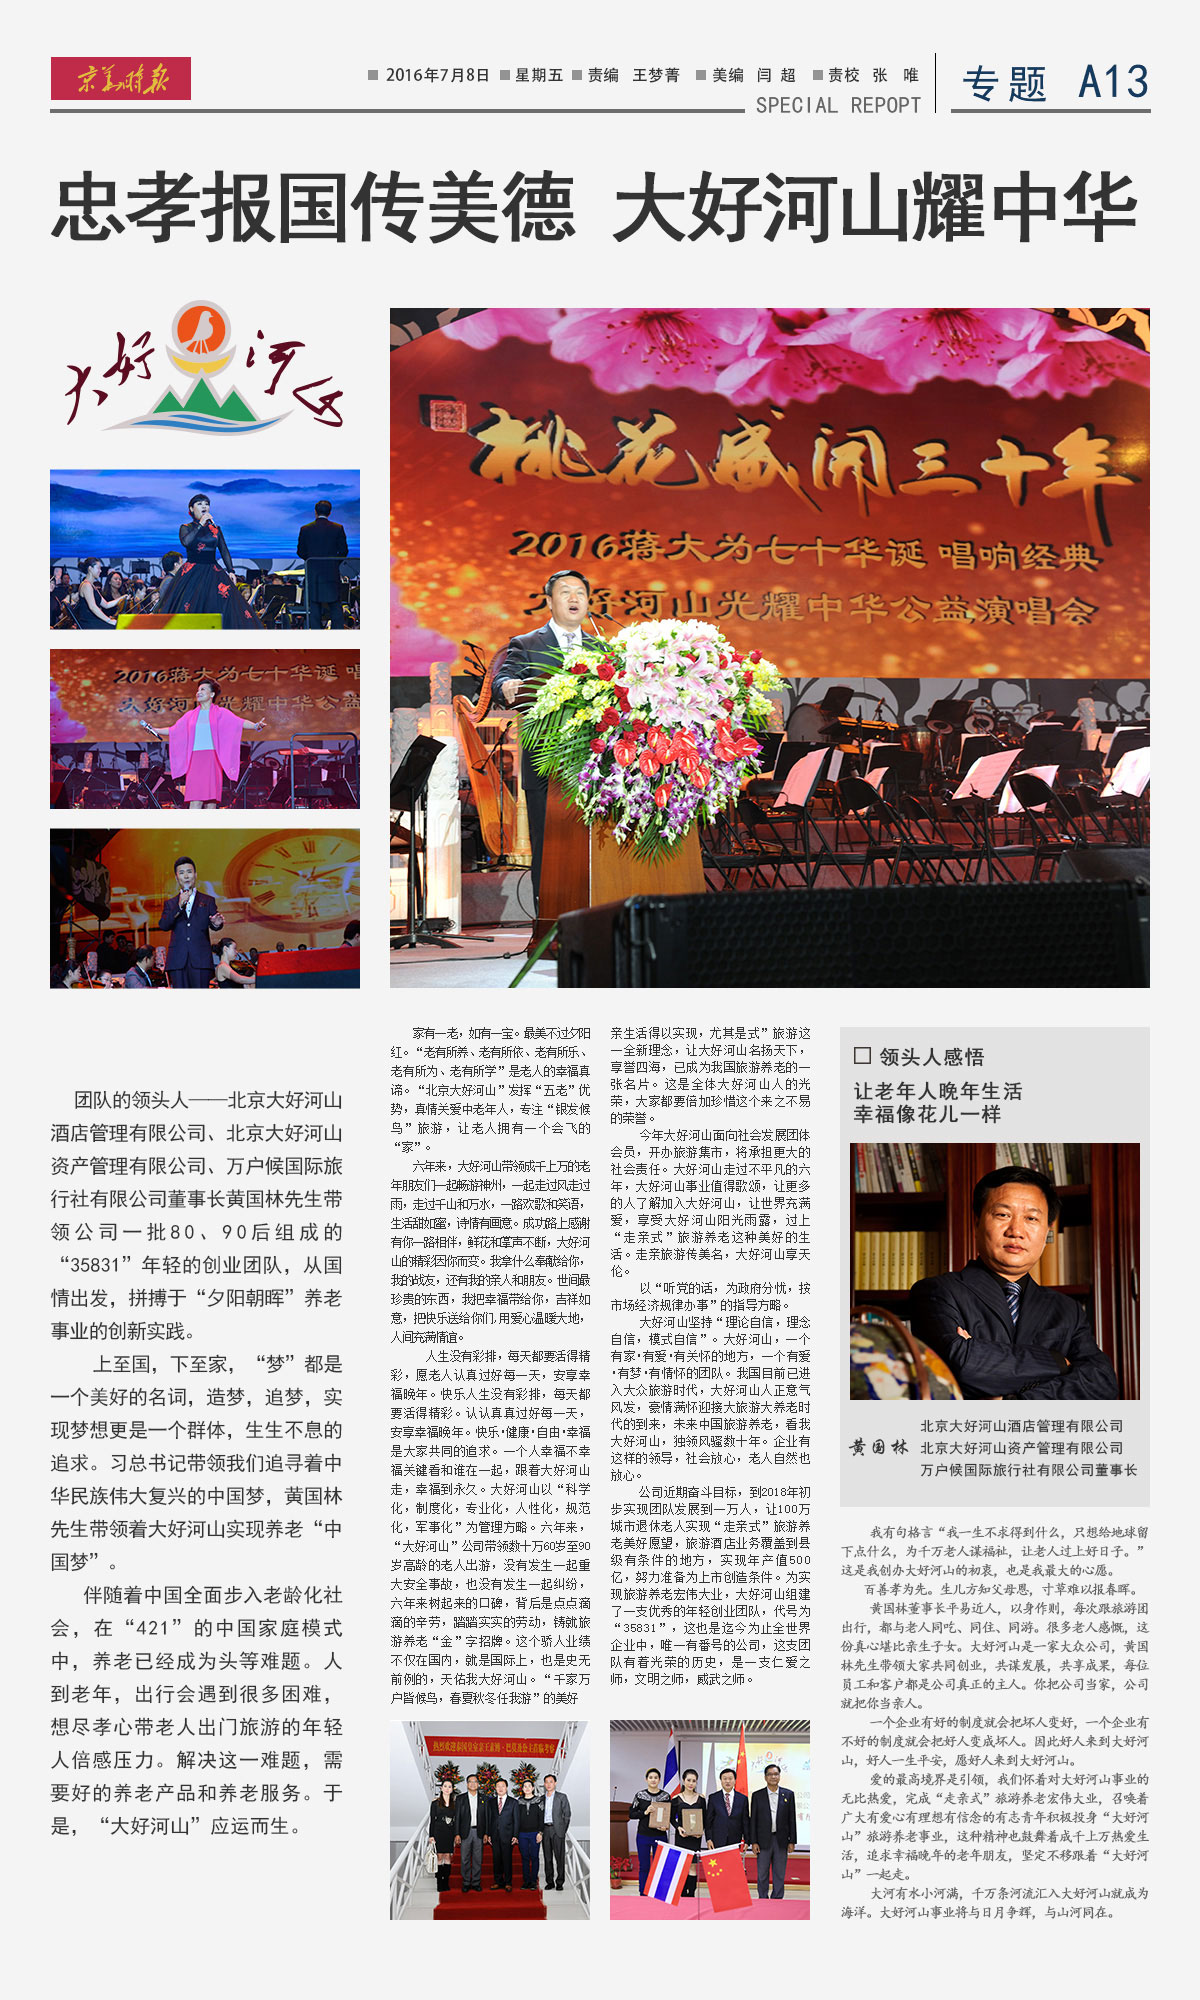 京华时报
2016年7月8日 星期五 责编 王梦菁 美编 闫 超 责校 张 唯
SPECIAL REPOPT
专题 A13
忠孝报国传美德 大好河山耀中华
大好河山
桃花盛开三十年
2016蒋大为七十华诞 唱响经典
大好河山光耀中华公益演唱会
2016蒋大为七十华诞 唱
大好河山光耀中华公益
团队的领头人——北京大好河山
酒店管理有限公司、北京大好河山
资产管理有限公司、万户候国际旅
行社有限公司董事长黄国林先生带
领公司一批80、90后组成的
“35831”年轻的创业团队，从国
情出发，拼搏于“夕阳朝晖”养老
事业的创新实践。
上至国，下至家，“梦”都是
一个美好的名词，造梦，追梦，实
现梦想更是一个群体，生生不息的
追求。习总书记带领我们追寻着中
华民族伟大复兴的中国梦，黄国林
先生带领着大好河山实现养老“中
国梦”。
伴随着中国全面步入老龄化社
会，在“421”的中国家庭模式
中，养老已经成为头等难题。人
到老年，出行会遇到很多困难，
想尽孝心带老人出门旅游的年轻
人倍感压力。解决这一难题，需
要好的养老产品和养老服务。于
是，“大好河山”应运而生。
家有一老，如有一宝。最美不过夕阳
红。“老有所养、老有所依、老有所乐、
老有所为、老有所学”是老人的幸福真
谛。“北京大好河山”发挥“五老”优
势，真情关爱中老年人，专注“银发候
鸟”旅游，让老人拥有一个会飞的
“家”。
六年来，大好河山带领成千上万的老
年朋友们一起畅游神州，一起走过风走过
雨，走过千山和万水，一路欢歌和笑语，
生活甜如蜜，诗情有画意。成功路上感谢
有你一路相伴，鲜花和掌声不断，大好河
山的精彩因你而变。我拿什么奉献给你，
我的战友，还有我的亲人和朋友。世间最
珍贵的东西，我把幸福带给你，吉祥如
意，把快乐送给你们，用爱心温暖大地，
人间充满情谊。
人生没有彩排，每天都要活得精
彩，愿老人认真过好每一天，安享幸
福晚年。快乐人生没有彩排，每天都
要活得精彩。认认真真过好每一天，
安享幸福晚年。快乐·健康·自由·幸福
是大家共同的追求。一个人幸福不幸
福关键看和谁在一起，跟着大好河山
走，幸福到永久。大好河山以“科学
化，制度化，专业化，人性化，规范
化，军事化”为管理方略。六年来，
“大好河山”公司带领数十万60岁至90
岁高龄的老人出游，没有发生一起重
大安全事故，也没有发生一起纠纷，
六年来树起来的口碑，背后是点点滴
滴的辛劳，踏踏实实的劳动，铸就旅
游养老“金”字招牌。这个骄人业绩
不仅在国内，就是国际上，也是史无
前例的，天佑我大好河山。“千家万
户皆候鸟，春夏秋冬任我游”的美好
亲生活得以实现，尤其是式”旅游这
一全新理念，让大好河山名扬天下，
享誉四海，已成为我国旅游养老的一
张名片。这是全体大好河山人的光
荣，大家都要倍加珍惜这个来之不易
的荣誉。
今年大好河山面向社会发展团体
会员，开办旅游集市，将承担更大的
社会责任。大好河山走过不平凡的六
年，大好河山事业值得歌颂，让更多
的人了解加入大好河山，让世界充满
爱，享受大好河山阳光雨露，过上
“走亲式”旅游养老这种美好的生
活。走亲旅游传美名，大好河山享天
伦。
以“听党的话，为政府分忧，按
市场经济规律办事”的指导方略。
大好河山坚持“理论自信，理念
自信，模式自信”。大好河山，一个
有家·有爱·有关怀的地方，一个有爱
·有梦·有情怀的团队。我国目前已进
入大众旅游时代，大好河山人正意气
风发，豪情满怀迎接大旅游大养老时
代的到来，未来中国旅游养老，看我
大好河山，独领风骚数十年。企业有
这样的领导，社会放心，老人自然也
放心。
公司近期奋斗目标，到2018年初
步实现团队发展到一万人，让100万
城市退休老人实现“走亲式”旅游养
老美好愿望，旅游酒店业务覆盖到县
级有条件的地方，实现年产值500
亿，努力准备为上市创造条件。为实
现旅游养老宏伟大业，大好河山组建
了一支优秀的年轻创业团队，代号为
“35831”，这也是迄今为止全世界
企业中，唯一有番号的公司，这支团
队有着光荣的历史，是一支仁爱之
师，文明之师，威武之师。
领头人感悟
让老年人晚年生活
幸福像花儿一样
黄国林
北京大好河山酒店管理有限公司
北京大好河山资产管理有限公司
万户候国际旅行社有限公司董事长
我有句格言“我一生不求得到什么，只想给地球留
下点什么，为千万老人谋福祉，让老人过上好日子。”
这是我创办大好河山的初衷，也是我最大的心愿。
百善孝为先。生儿方知父母恩，寸草难以报春晖。
黄国林董事长平易近人，以身作则，每次跟旅游团
出行，都与老人同吃、同住、同游。很多老人感慨，这
份真心堪比亲生子女。大好河山是一家大众公司，黄国
林先生带领大家共同创业，共谋发展，共享成果，每位
员工和客户都是公司真正的主人。你把公司当家，公司
就把你当亲人。
一个企业有好的制度就会把坏人变好，一个企业有
不好的制度就会把好人变成坏人。因此好人来到大好河
山，好人一生平安，愿好人来到大好河山。
爱的最高境界是引领，我们怀着对大好河山事业的
无比热爱，完成“走亲式”旅游养老宏伟大业，召唤着
广大有爱心有理想有信念的有志青年积极投身“大好河
山”旅游养老事业，这种精神也鼓舞着成千上万热爱生
活，追求幸福晚年的老年朋友，坚定不移跟着“大好河
山”一起走。
大河有水小河满，千万条河流汇入大好河山就成为
海洋。大好河山事业将与日月争辉，与山河同在。